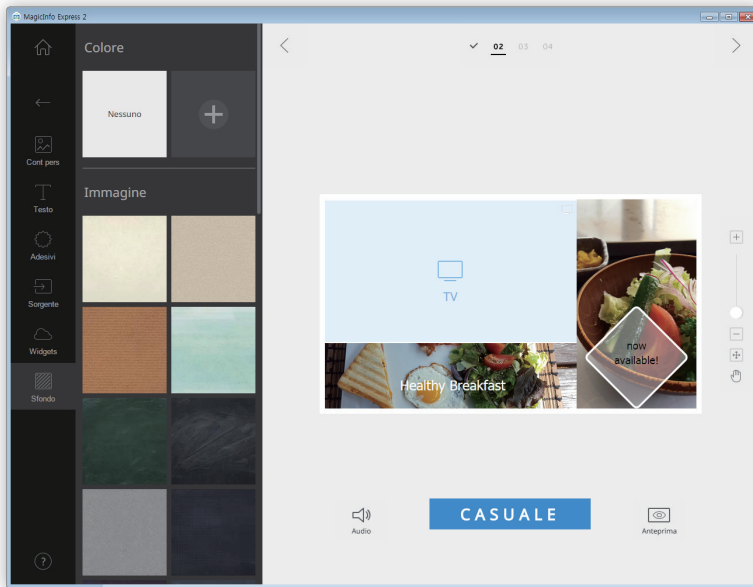 MagicInfo Express 2
Colore
Nessuno
Immagine
Cont pers
Testo
Adesivi
Sorgente
Widgets
Sfondo
?
02 03 04
TV
Healthy Breakfast
now
available!
Audio
CASUALE
Anteprima